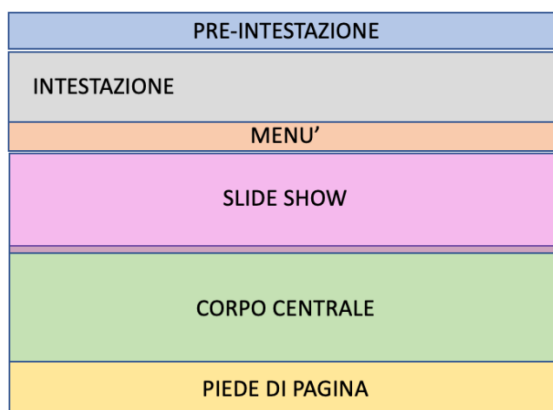 PRE-INTESTAZIONE
INTESTAZIONE
MENU'
SLIDE SHOW
CORPO CENTRALE
PIEDE DI PAGINA